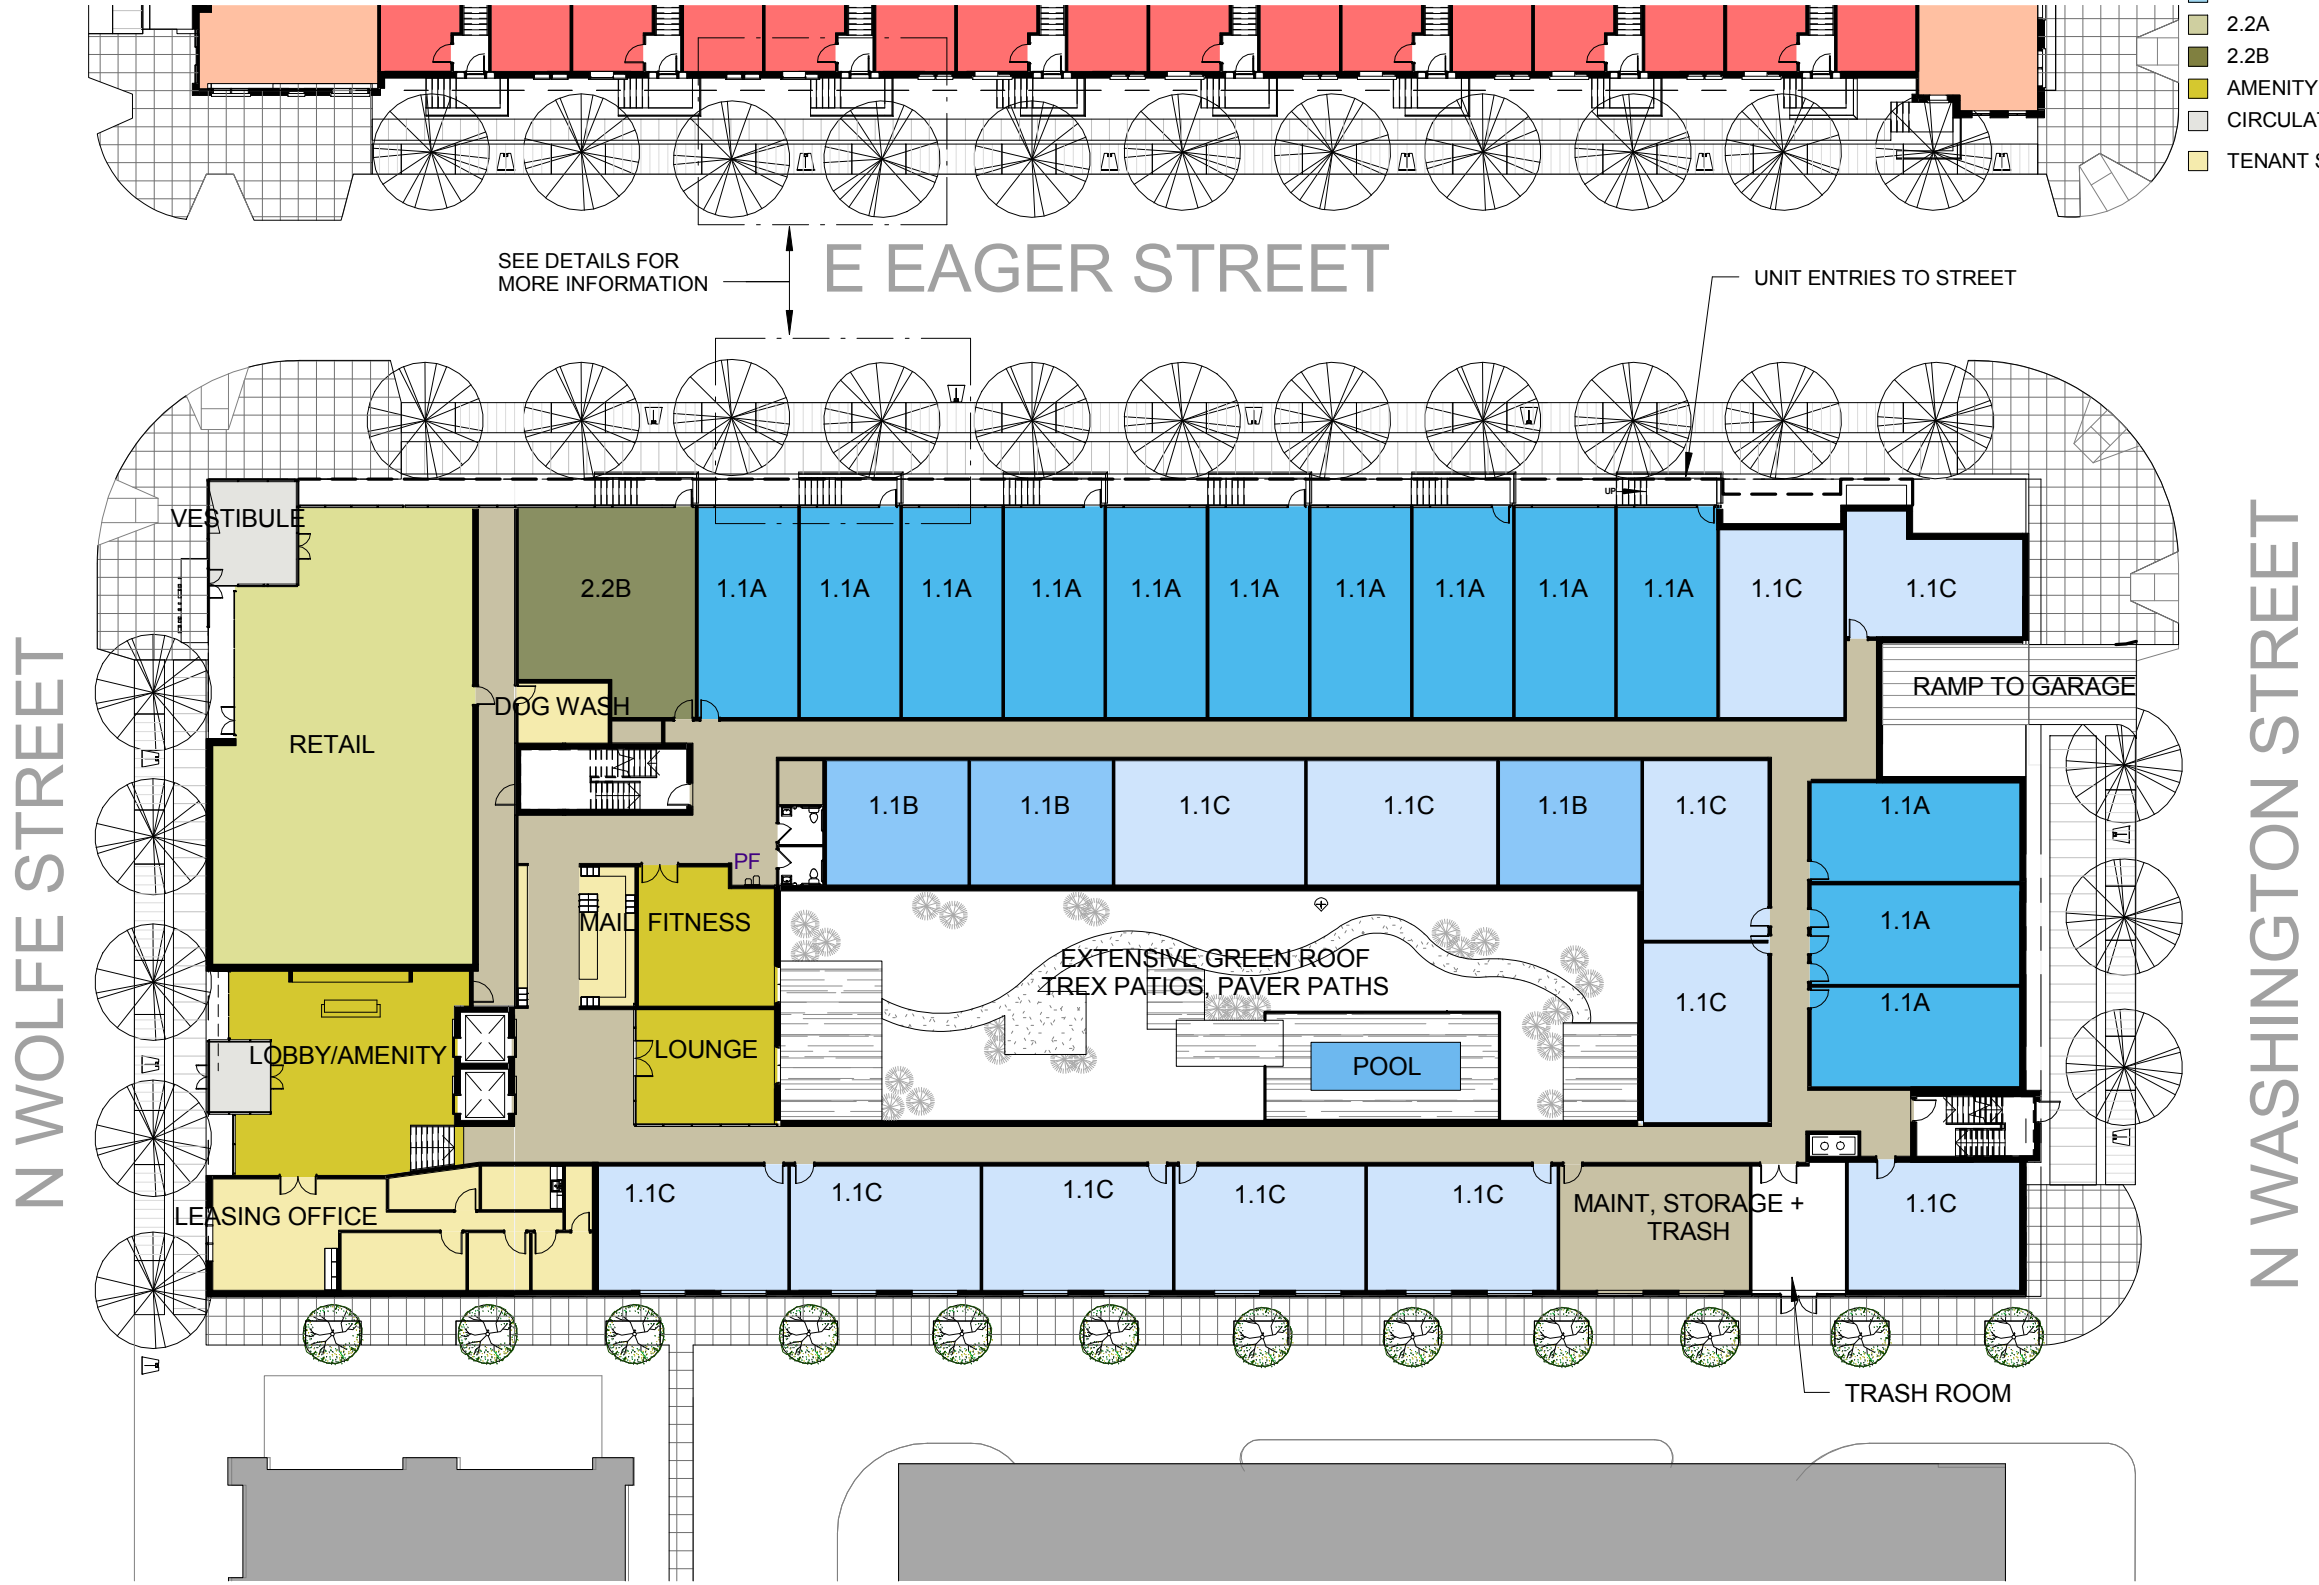 2.2A
2.2B
AMENITY
SEE DETAILS FOR
MORE INFORMATION
E EAGER STREET
UNIT ENTRIES TO STREET
N WOLFE STREET
N WASHINGTON STREET
VESTIBULE
UP
2.2B
1.1A
1.1A
1.1A
1.1A
1.1A
1.1A
1.1A
1.1A
1.1A
1.1A
1.1C
1.1C
DOG WASH
RAMP TO GARAGE
RETAIL
1.1B
1.1B
1.1C
1.1C
1.1B
1.1C
1.1A
PF
MAIL
FITNESS
1.1A
EXTENSIVE GREEN ROOF
TREX PATIOS, PAVER PATHS
1.1C
1.1A
LOBBY/AMENITY
LOUNGE
POOL
LEASING OFFICE
1.1C
1.1C
1.1C
1.1C
1.1C
MAINT, STORAGE +
TRASH
1.1C
TRASH ROOM